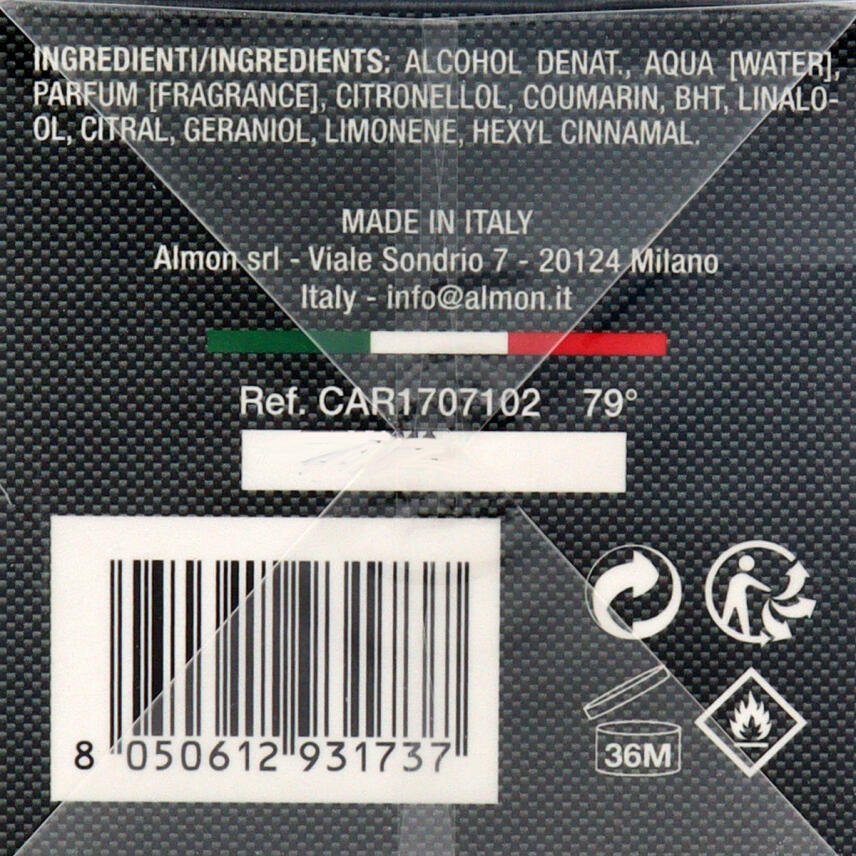 INGREDIENTI/INGREDIENTS: ALCOHOL DENAT., AQUA [WATER],
PARFUM [FRAGRANCE], CITRONELLOL, COUMARIN, BHT, LINALO-
OL, CITRAL, GERANIOL, LIMONENE, HEXYL CINNAMAL.
MADE IN ITALY
Almon srl - Viale Sondrio 7 - 20124 Milano
Italy - info@almon.it
Ref. CAR1707102 79°
8 050612 931737
36M